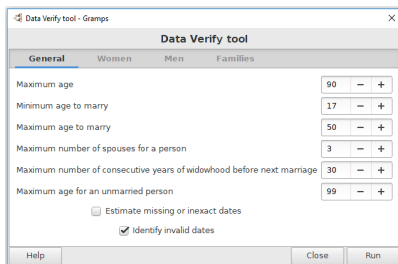 Data Verify tool - Gramps
Data Verify tool
General Women Men Families
Maximum age 90
Minimum age to marry 17
Maximum age to marry 50
Maximum number of spouses for a person 3
Maximum number of consecutive years of widowhood before next marriage 30
Maximum age for an unmarried person 99
Estimate missing or inexact dates
Identify invalid dates
Help Close Run